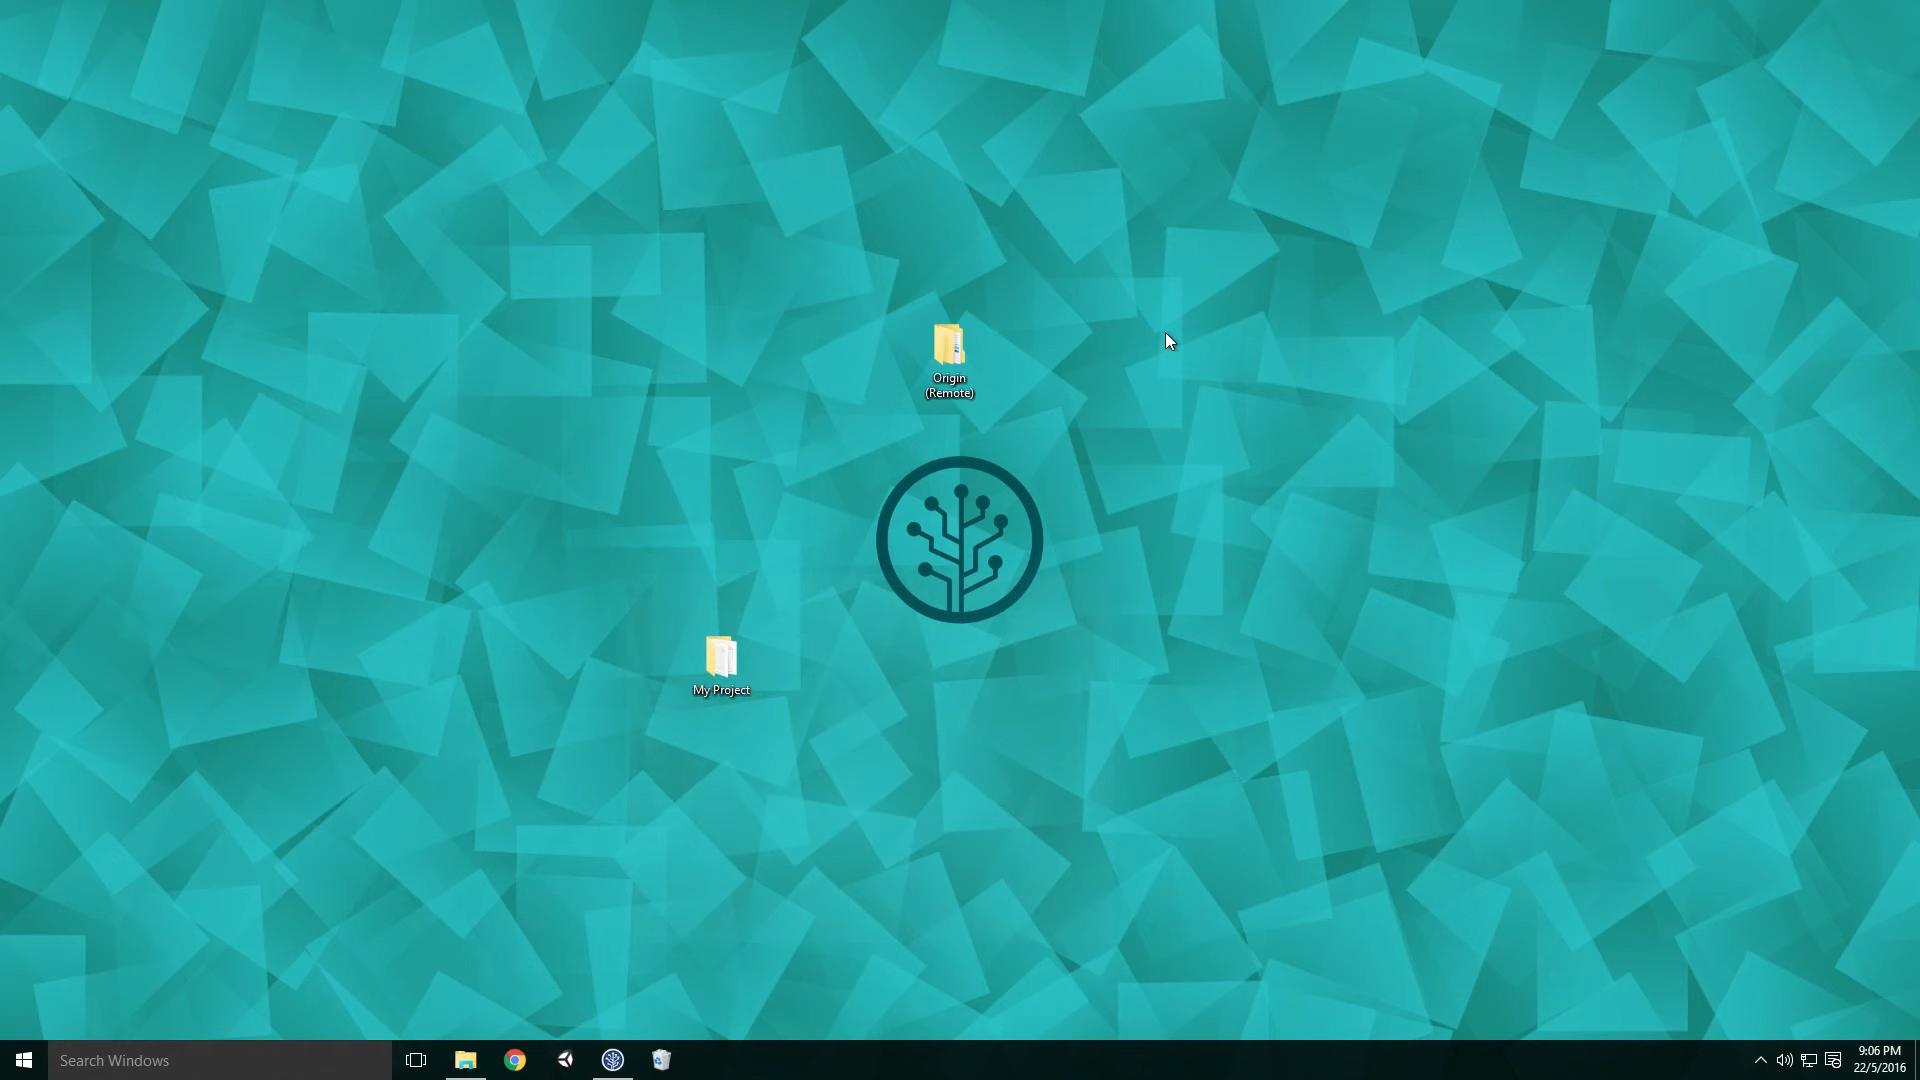 Origin
(Remote)
My Project
Search Windows
9:06 PM
22/5/2016